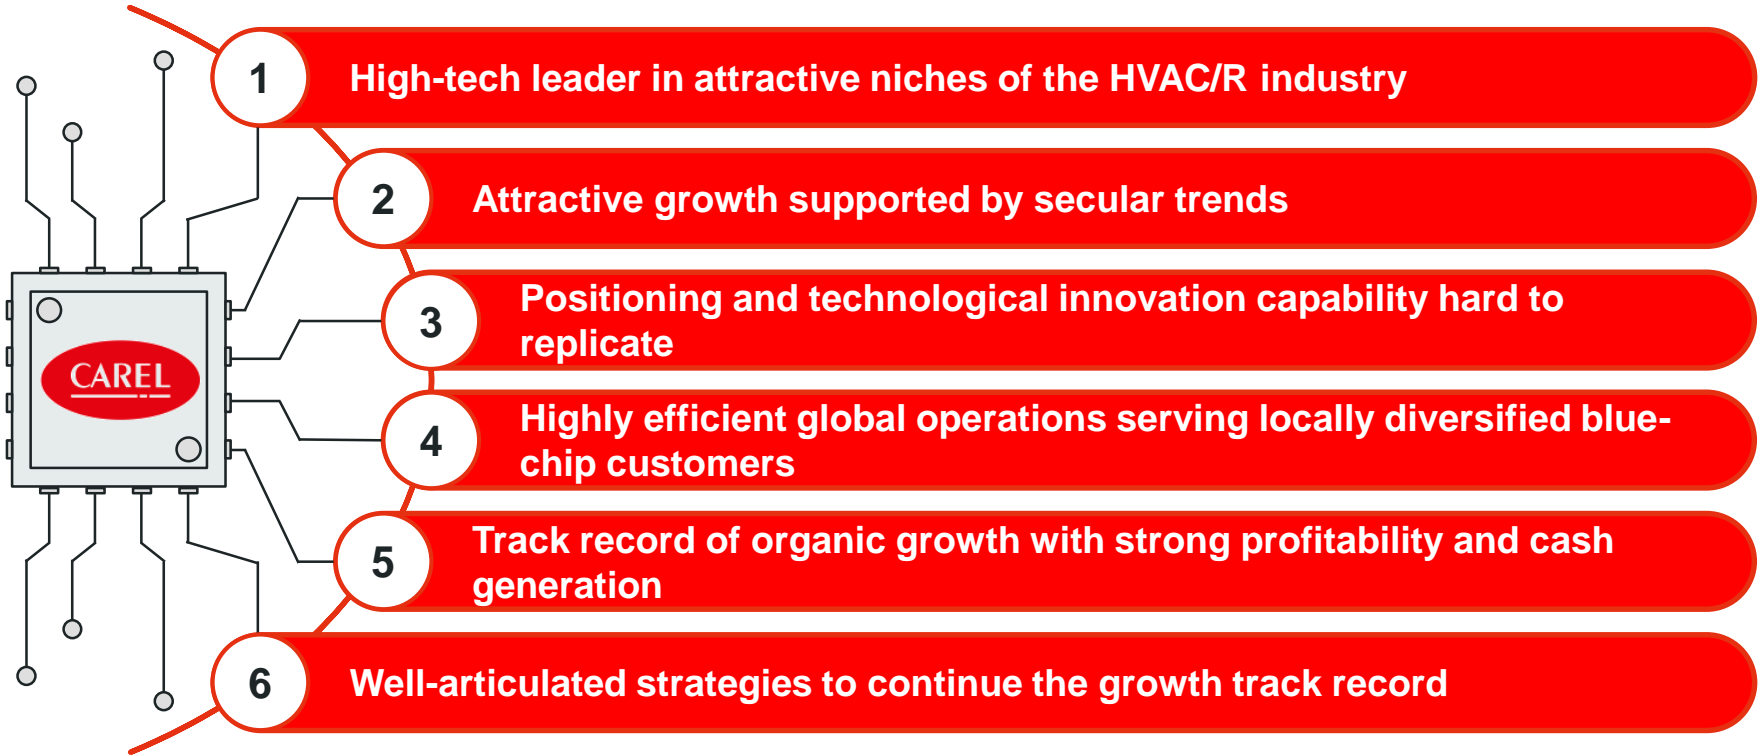 1
High-tech leader in attractive niches of the HVAC/R industry
2
Attractive growth supported by secular trends
3
Positioning and technological innovation capability hard to
replicate
CAREL
4
Highly efficient global operations serving locally diversified blue-
chip customers
5
Track record of organic growth with strong profitability and cash
generation
6
Well-articulated strategies to continue the growth track record